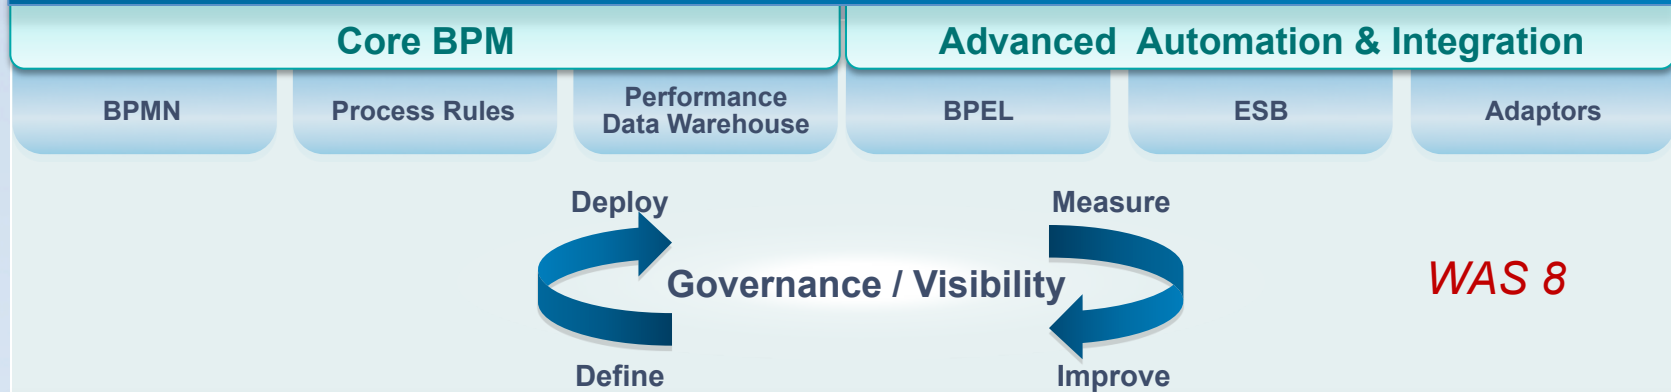 Core BPM
Advanced Automation & Integration
BPMN
Process Rules
Performance
Data Warehouse
BPEL
ESB
Adaptors
Deploy
Measure
Governance / Visibility
WAS 8
Define
Improve